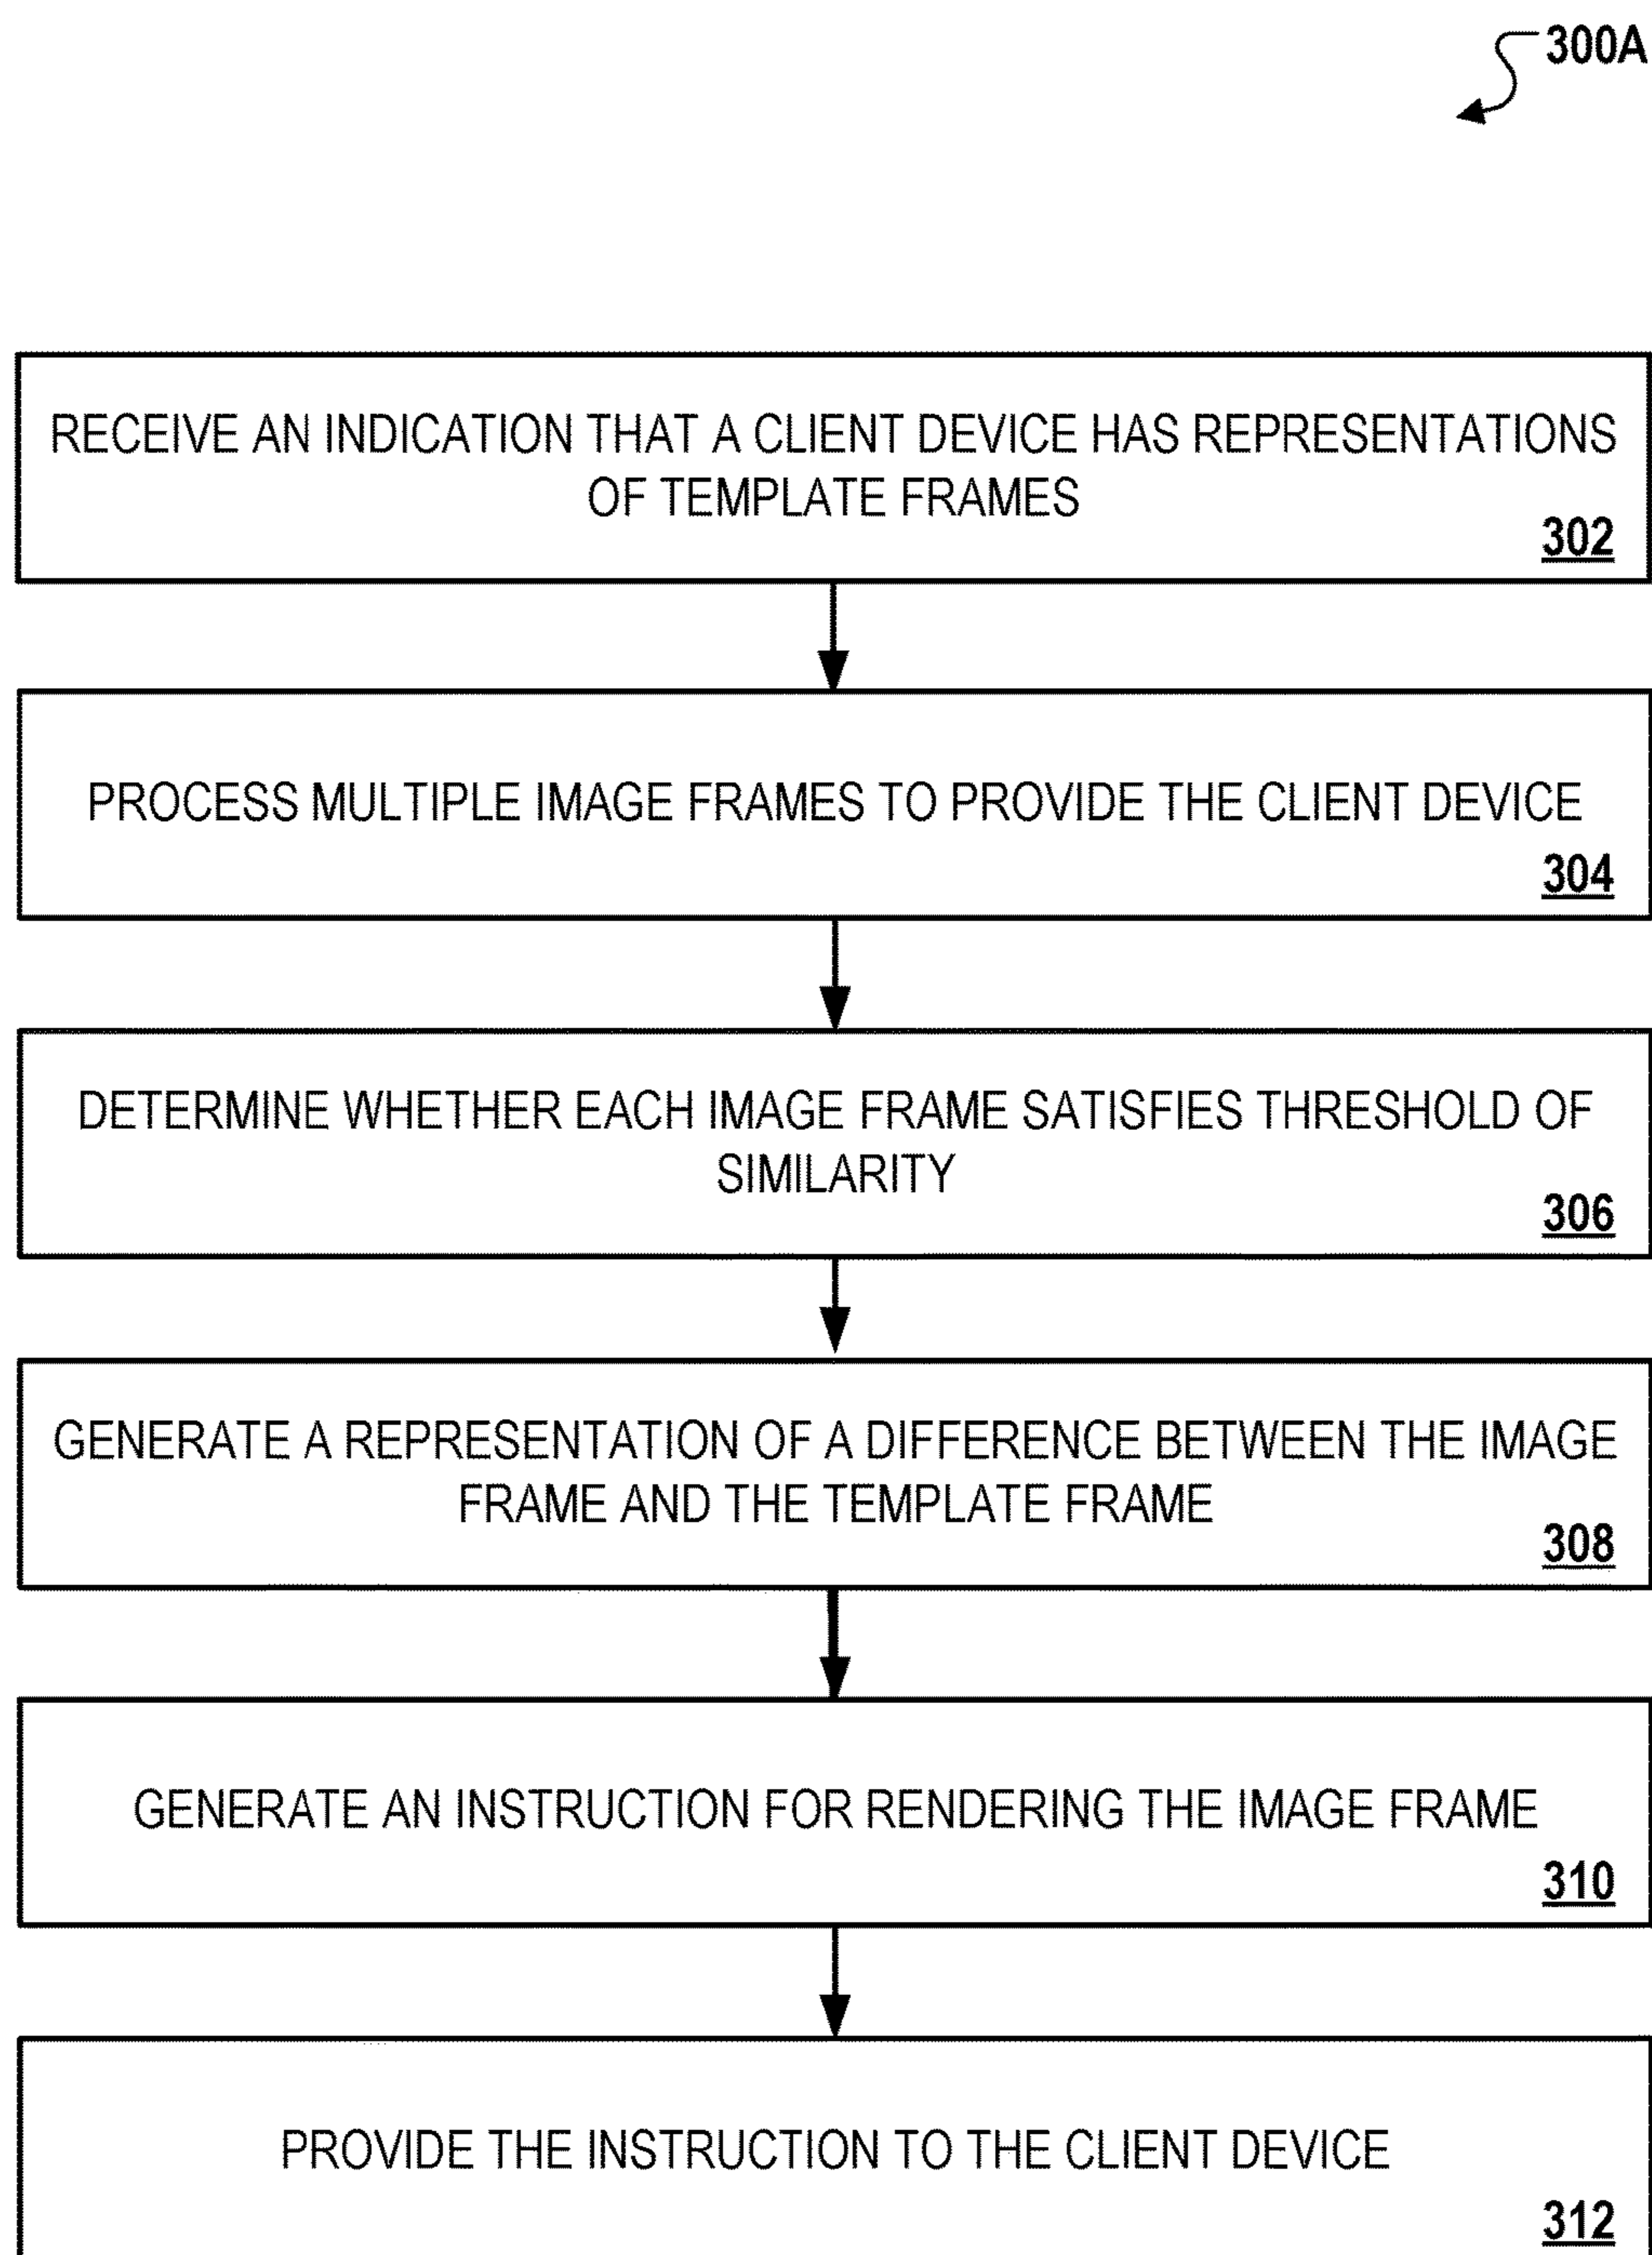 300A
RECEIVE AN INDICATION THAT A CLIENT DEVICE HAS REPRESENTATIONS
OF TEMPLATE FRAMES
302
PROCESS MULTIPLE IMAGE FRAMES TO PROVIDE THE CLIENT DEVICE
304
DETERMINE WHETHER EACH IMAGE FRAME SATISFIES THRESHOLD OF
SIMILARITY
306
GENERATE A REPRESENTATION OF A DIFFERENCE BETWEEN THE IMAGE
FRAME AND THE TEMPLATE FRAME
308
GENERATE AN INSTRUCTION FOR RENDERING THE IMAGE FRAME
310
PROVIDE THE INSTRUCTION TO THE CLIENT DEVICE
312